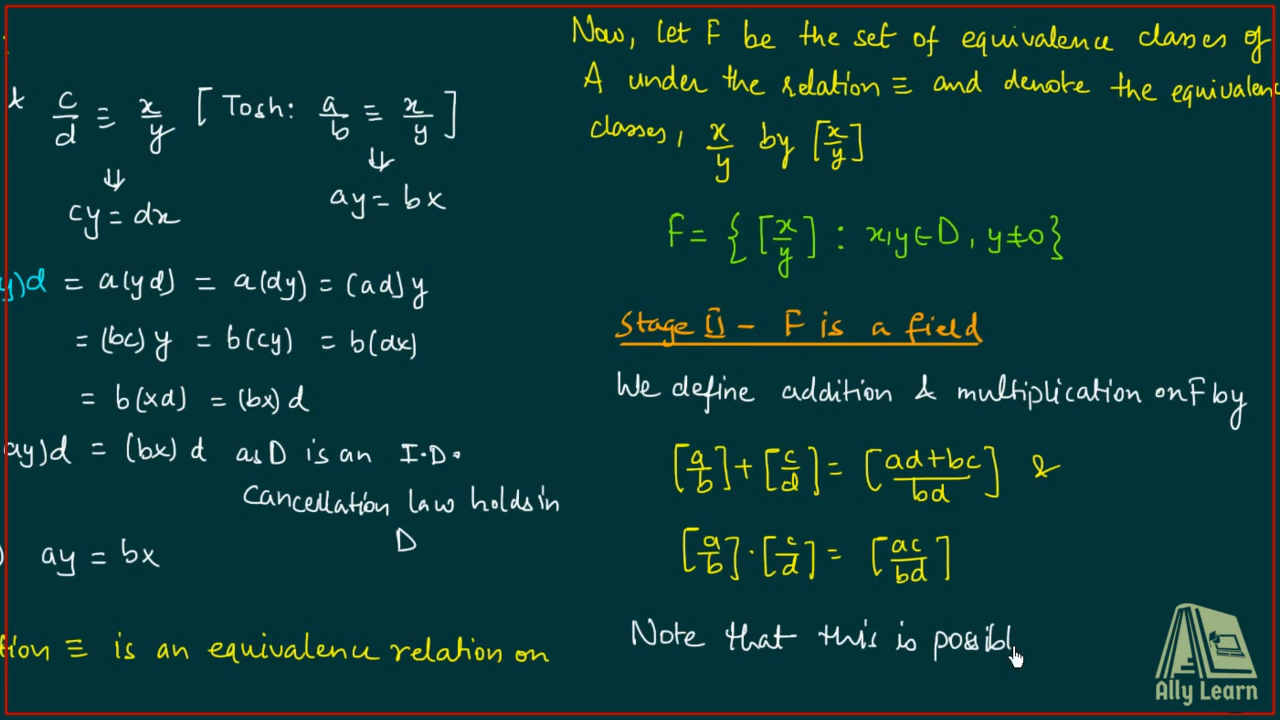 & c/d ≡ x/y [Tosh: a/b ≡ x/y]
⇓ ⇓
cy = dx ay = bx
y)d = a(yd) = a(dy) = (ad)y
= (bc)y = b(cy) = b(dx)
= b(xd) = (bx)d
ay)d = (bx)d as D is an I.D.
Cancellation law holds in
D
) ay = bx
tion ≡ is an equivalence relation on
Now, let F be the set of equivalence classes of
A under the relation ≡ and denote the equivalenc
classes, x/y by [x/y]
F = { [x/y] : x,y ∈ D, y≠0 }
Stage II - F is a field
We define addition & multiplication on F by
[a/b] + [c/d] = [ad+bc/bd] &
[a/b] · [c/d] = [ac/bd]
Note that this is possibl
Ally Learn